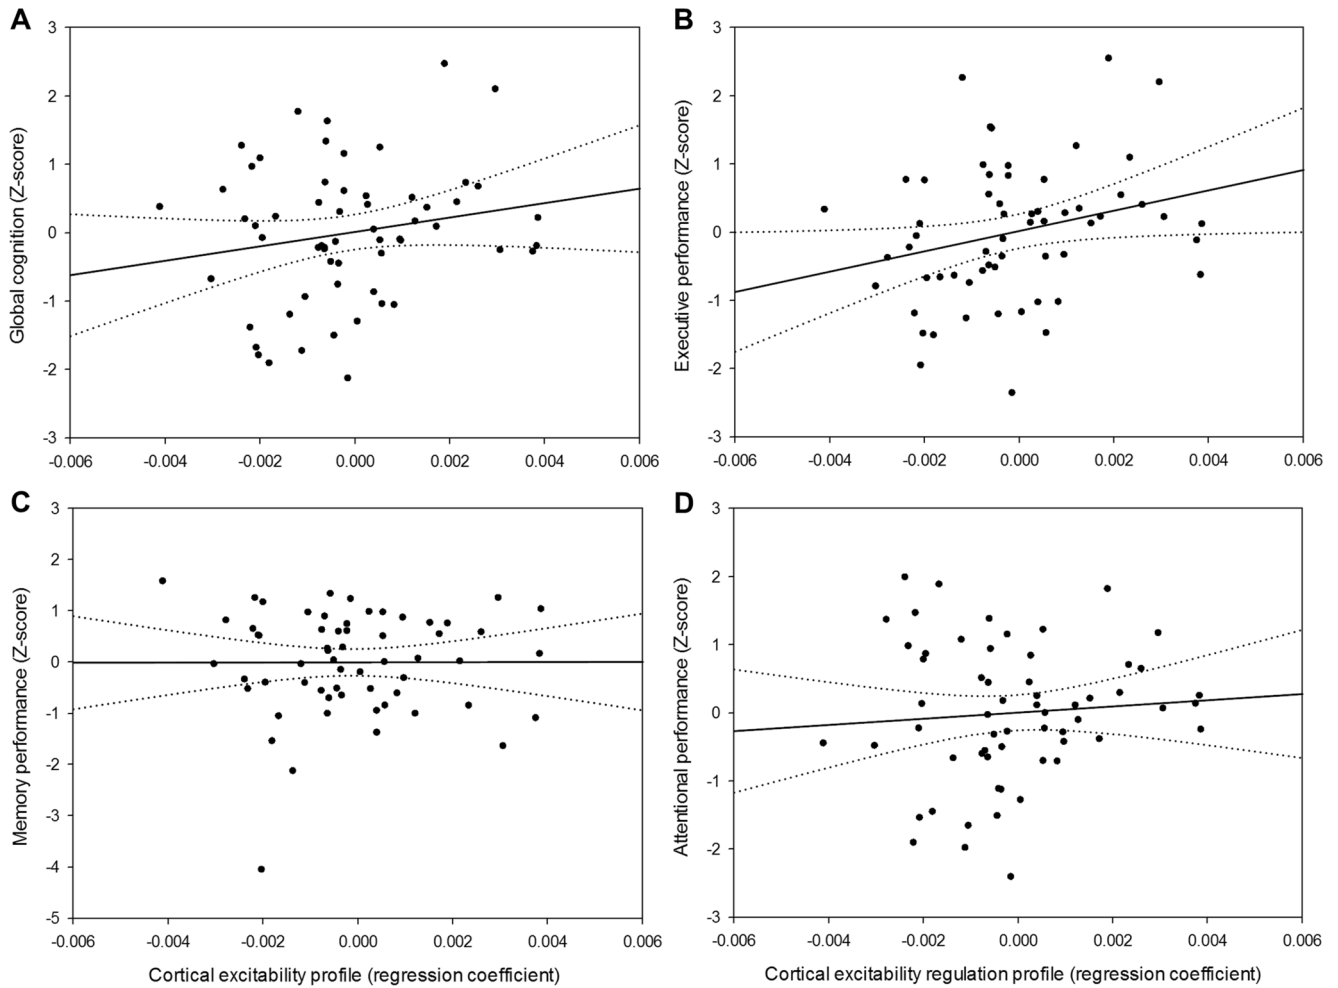 A
B
Global cognition (Z-score)
3
2
1
0
-1
-2
-3
-0.006 -0.004 -0.002 0.000 0.002 0.004 0.006
Executive performance (Z-score)
3
2
1
0
-1
-2
-3
-0.006 -0.004 -0.002 0.000 0.002 0.004 0.006
C
D
Memory performance (Z-score)
3
2
1
0
-1
-2
-3
-4
-5
-0.006 -0.004 -0.002 0.000 0.002 0.004 0.006
Cortical excitability profile (regression coefficient)
Attentional performance (Z-score)
3
2
1
0
-1
-2
-3
-0.006 -0.004 -0.002 0.000 0.002 0.004 0.006
Cortical excitability regulation profile (regression coefficient)